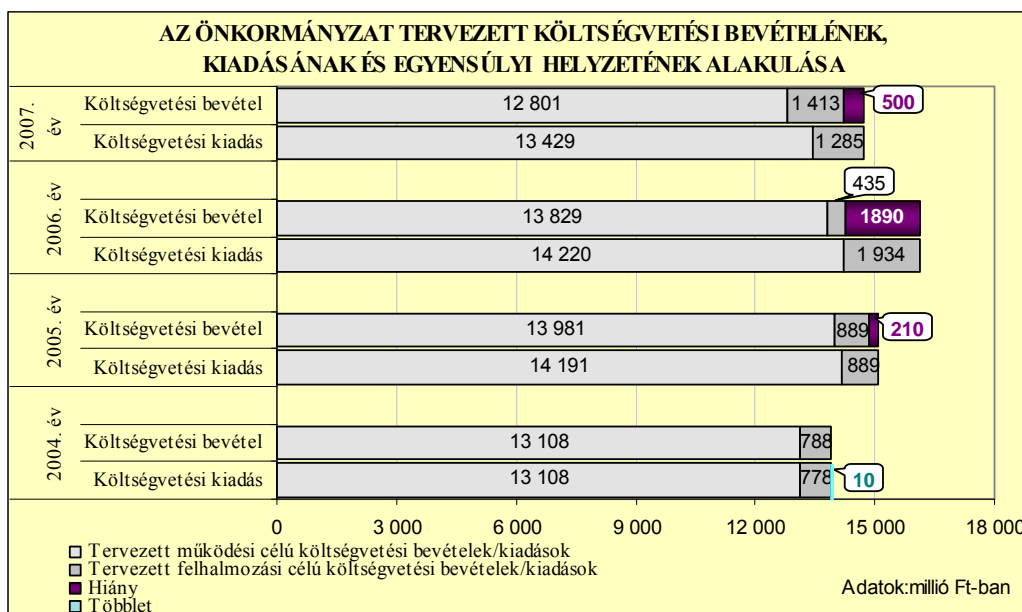 AZ ÖNKORMÁNYZAT TERVEZETT KÖLTSÉGVETÉSI BEVÉTELÉNEK,
KIADÁSÁNAK ÉS EGYENSÚLYI HELYZETÉNEK ALAKULÁSA
2007. év
Költségvetési bevétel 12 801 1 413 500
Költségvetési kiadás 13 429 1 285
2006. év
435
Költségvetési bevétel 13 829 1890
Költségvetési kiadás 14 220 1 934
2005. év
Költségvetési bevétel 13 981 889 210
Költségvetési kiadás 14 191 889
2004. év
Költségvetési bevétel 13 108 788
Költségvetési kiadás 13 108 778 10
0 3 000 6 000 9 000 12 000 15 000 18 000
Tervezett működési célú költségvetési bevételek/kiadások
Tervezett felhalmozási célú költségvetési bevételek/kiadások
Hiány
Többlet
Adatok:millió Ft-ban